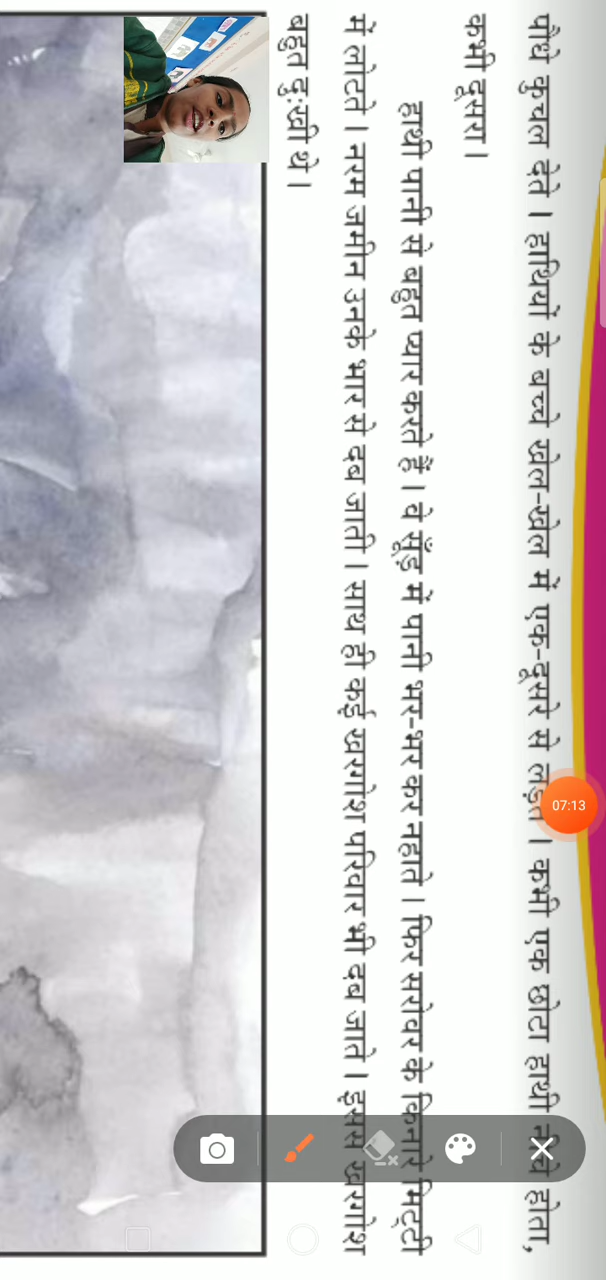 पौधे कुचल देते। हाथियों के बच्चे खेल-खेल में एक-दूसरे से लड़ते। कभी एक छोटा हाथी नीचे होता,
कभी दूसरा।
हाथी पानी से बहुत प्यार करते हैं। वे सूँड़ में पानी भर-भर कर नहाते। फिर सरोवर के किनारे मिट्टी
में लोटते। नरम जमीन उनके भार से दब जाती। साथ ही कई खरगोश परिवार भी दब जाते। इससे खरगोश
बहुत दुःखी थे।
07:13